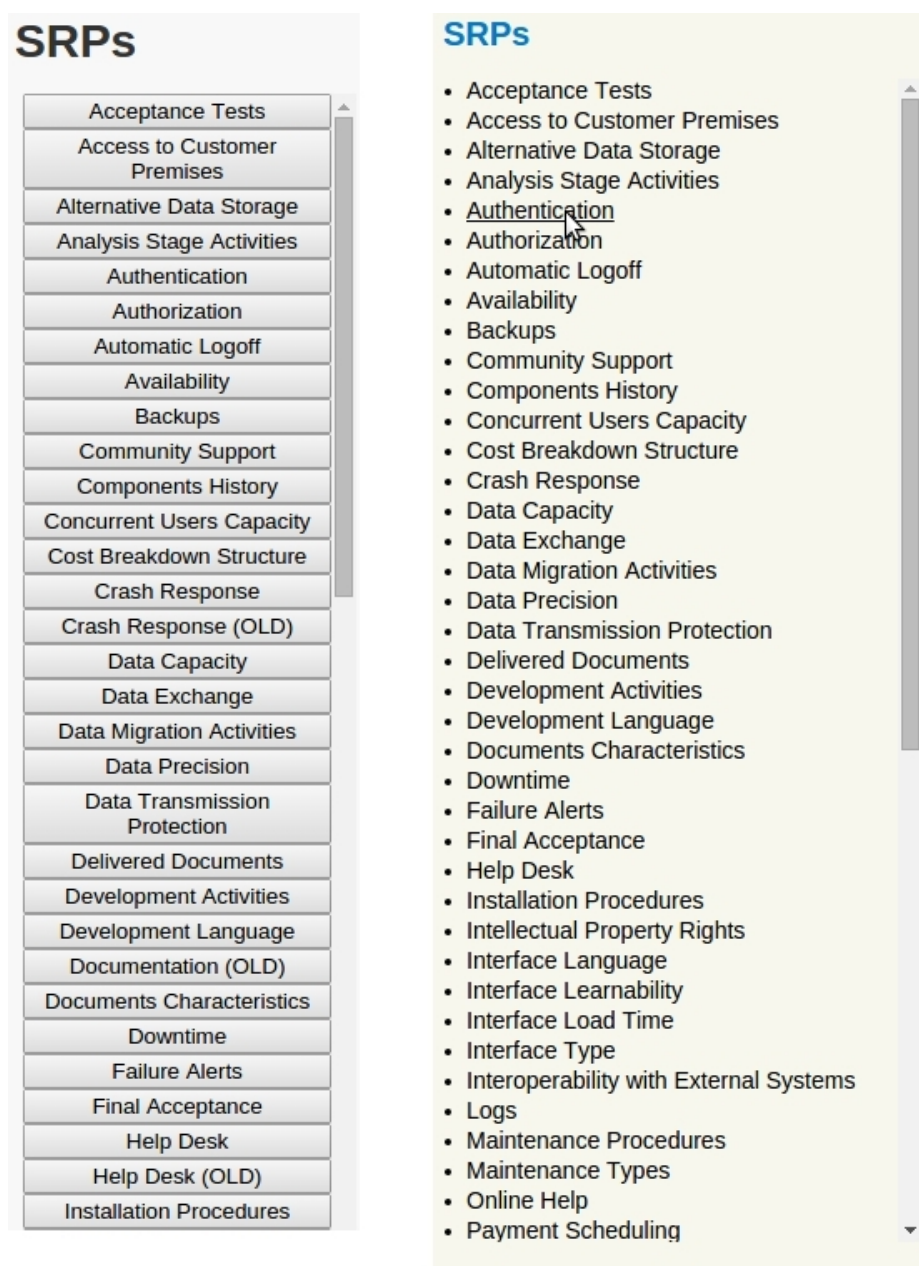 SRPs
Acceptance Tests
Access to Customer
Premises
Alternative Data Storage
Analysis Stage Activities
Authentication
Authorization
Automatic Logoff
Availability
Backups
Community Support
Components History
Concurrent Users Capacity
Cost Breakdown Structure
Crash Response
Crash Response (OLD)
Data Capacity
Data Exchange
Data Migration Activities
Data Precision
Data Transmission
Protection
Delivered Documents
Development Activities
Development Language
Documentation (OLD)
Documents Characteristics
Downtime
Failure Alerts
Final Acceptance
Help Desk
Help Desk (OLD)
Installation Procedures
SRPs
• Acceptance Tests
• Access to Customer Premises
• Alternative Data Storage
• Analysis Stage Activities
• Authentication
• Authorization
• Automatic Logoff
• Availability
• Backups
• Community Support
• Components History
• Concurrent Users Capacity
• Cost Breakdown Structure
• Crash Response
• Data Capacity
• Data Exchange
• Data Migration Activities
• Data Precision
• Data Transmission Protection
• Delivered Documents
• Development Activities
• Development Language
• Documents Characteristics
• Downtime
• Failure Alerts
• Final Acceptance
• Help Desk
• Installation Procedures
• Intellectual Property Rights
• Interface Language
• Interface Learnability
• Interface Load Time
• Interface Type
• Interoperability with External Systems
• Logs
• Maintenance Procedures
• Maintenance Types
• Online Help
• Payment Scheduling